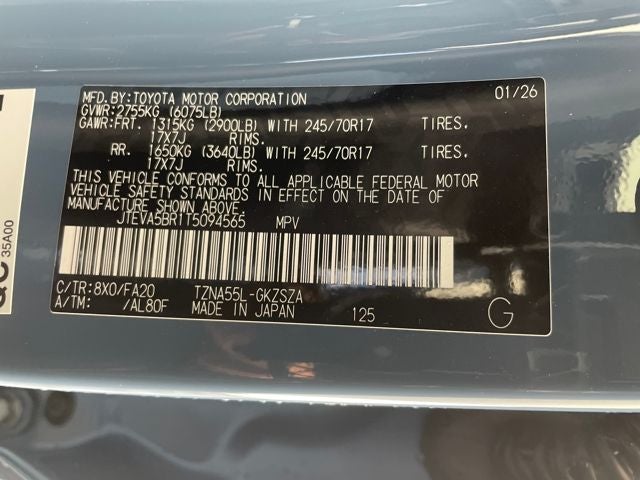 MFD.BY:TOYOTA MOTOR CORPORATION 01/26
GVWR:2755KG (6075LB)
GAWR:FRT. 1315KG (2900LB) WITH 245/70R17 TIRES.
17X7J RIMS.
RR. 1650KG (3640LB) WITH 245/70R17 TIRES.
17X7J RIMS.
THIS VEHICLE CONFORMS TO ALL APPLICABLE FEDERAL MOTOR
VEHICLE SAFETY STANDARDS IN EFFECT ON THE DATE OF
MANUFACTURE SHOWN ABOVE.
JTEVA5BR1T5094565 MPV
C/TR:8X0/FA20 TZNA55L-GKZSZA
A/TM: /AL80F MADE IN JAPAN 125 G
QC
35A00